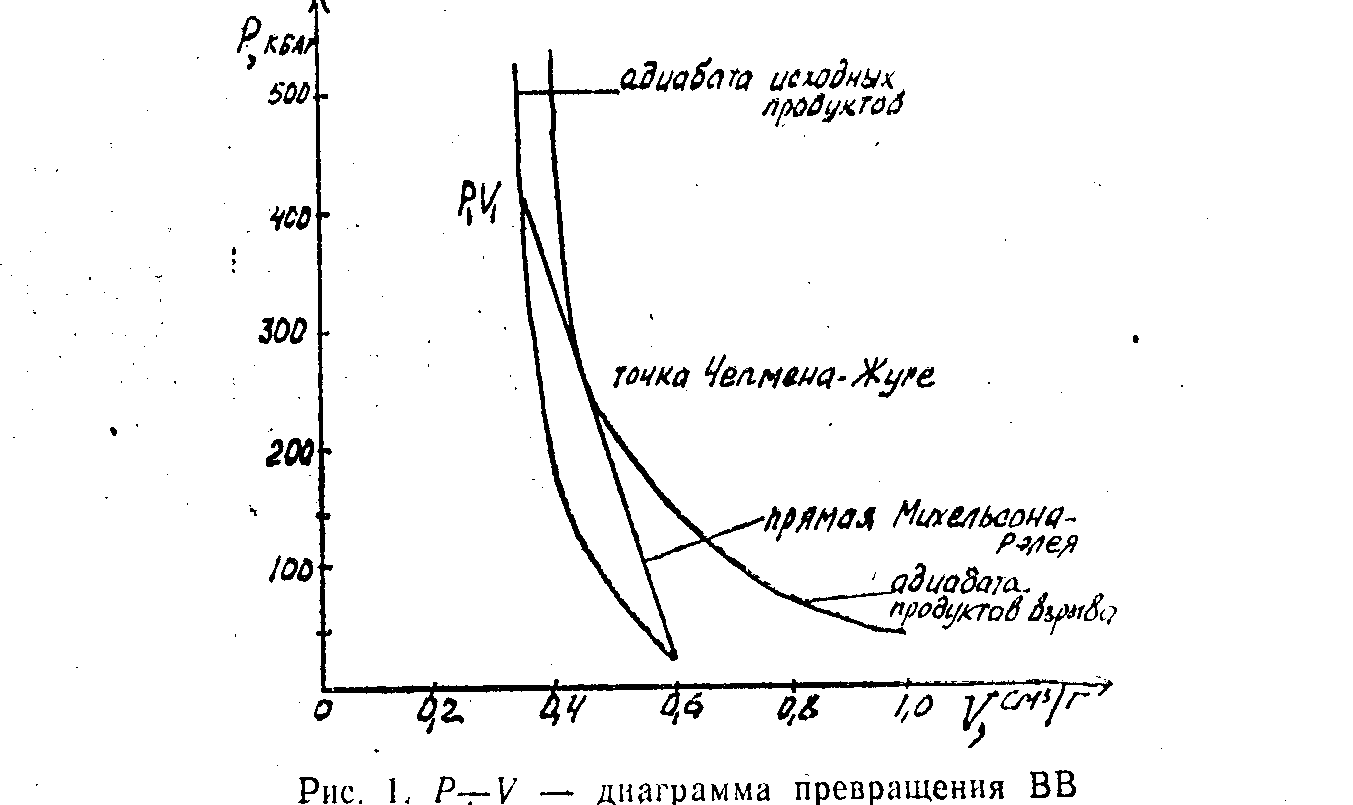 P, кбар
500
адиабата исходных
продуктов
P₁V₁
400
300
точка Чепмена-Жуге
200
прямая Михельсона-
Рэлея
100
адиабата
продуктов взрыва
0 0,2 0,4 0,6 0,8 1,0 V, см³/г
Рис. 1. P—V — диаграмма превращения ВВ